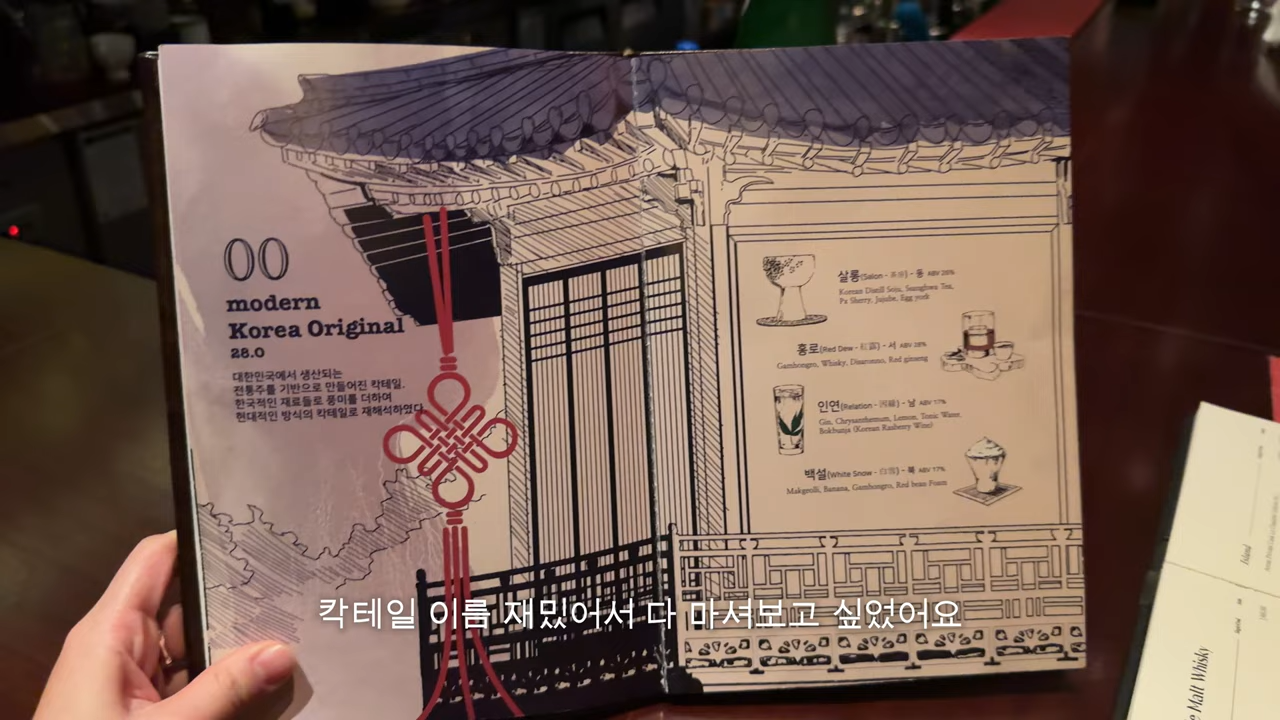 00
modern
Korea Original
28.0
대한민국에서 생산되는
전통주를 기반으로 만들어진 칵테일.
한국적인 재료들로 풍미를 더하며
현대적인 방식의 칵테일로 재해석하였다.
살롱(Salon - ) - 동 ABV 28%
Korean Distill Soju, Ssanghwa Tea,
Px Sherry, Jujube, Egg york
홍로(Red Dew - 紅露) - 서 ABV 28%
Gamhongro, Whisky, Disaronno, Red ginseng
인연(Relation - 因緣) - 남 ABV 17%
Gin, Chrysanthemum, Lemon, Tonic Water,
Bokbunja (Korean Rasberry Wine)
백설(White Snow - 白雪) - 북 ABV 17%
Makgeolli, Banana, Gamhongro, Red bean Foam
칵테일 이름 재밌어서 다 마셔보고 싶었어요
Island
Malt Whisky